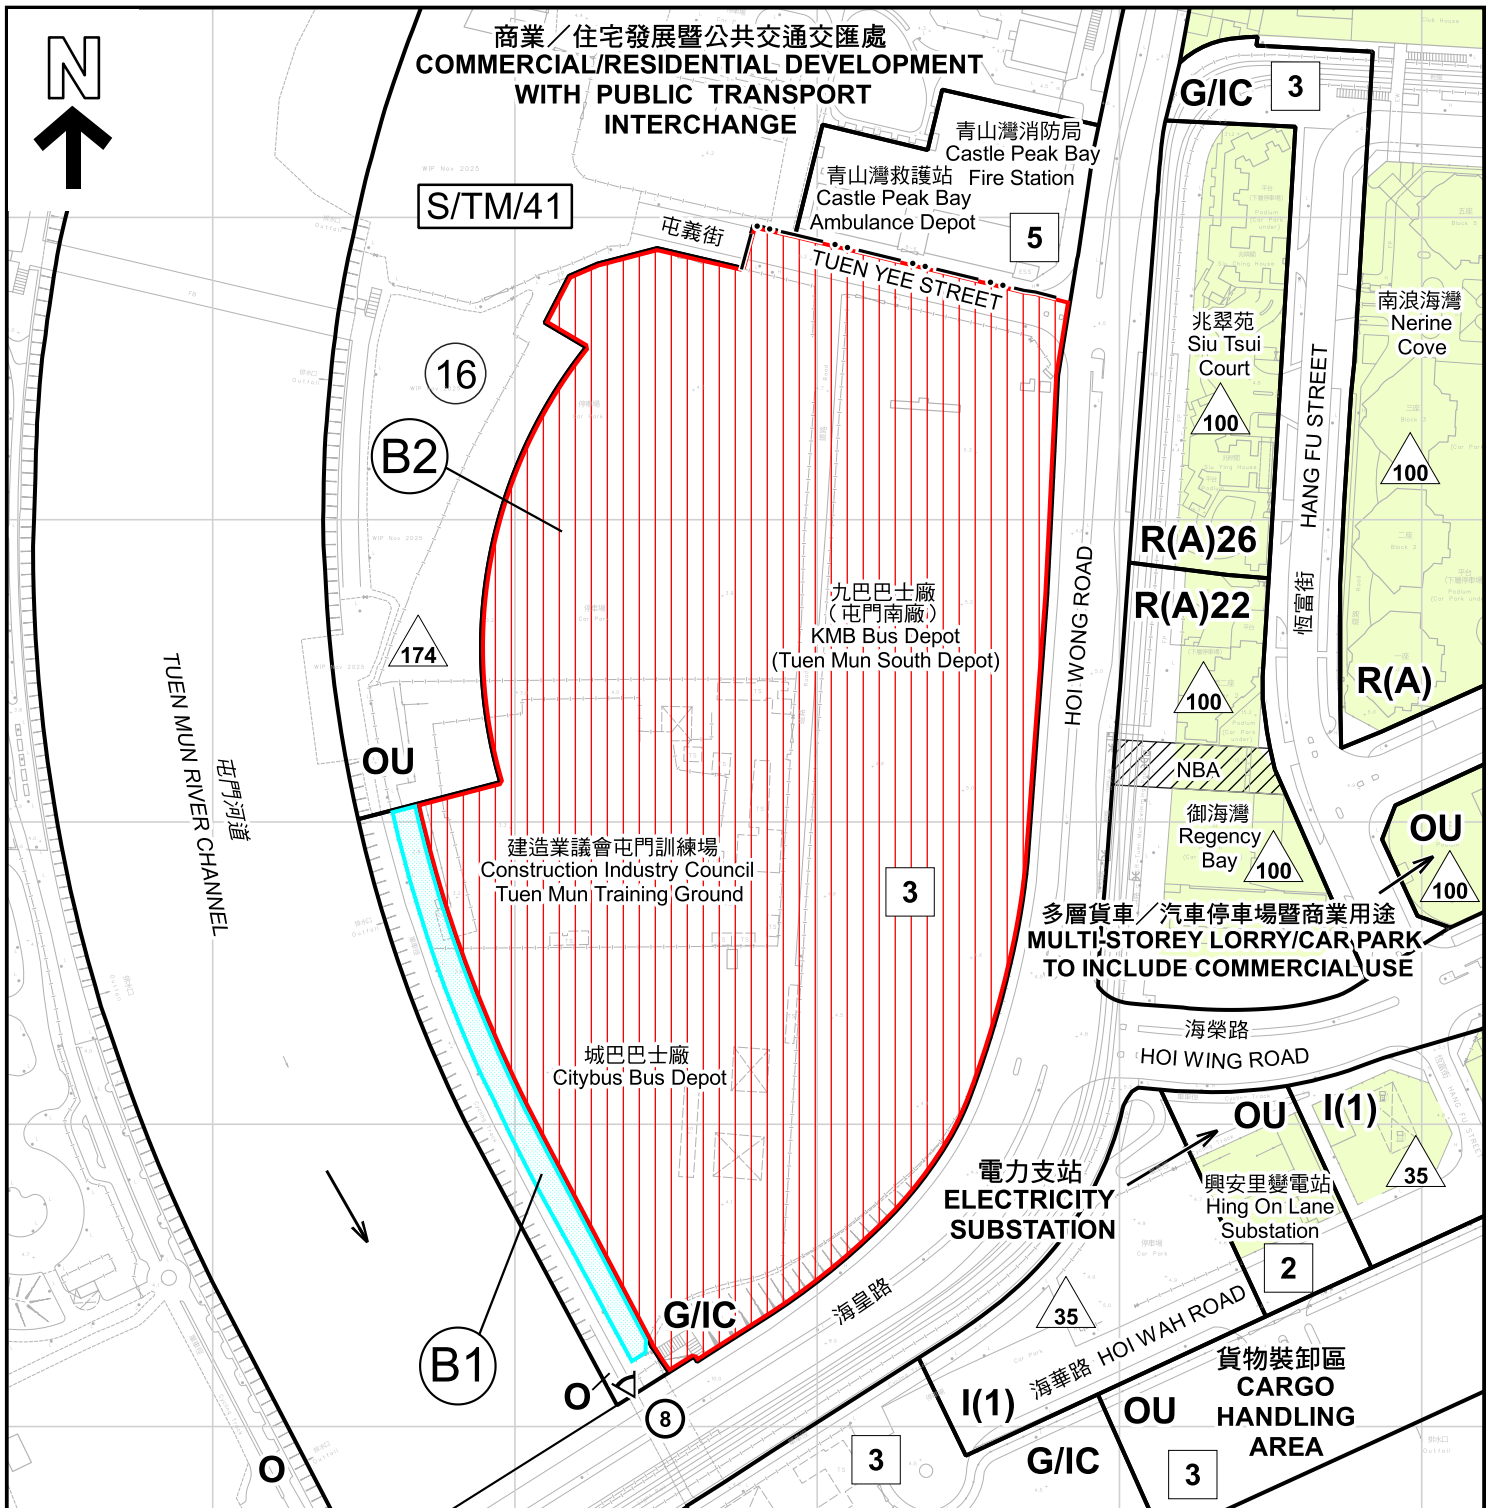 N
商業／住宅發展暨公共交通交匯處
COMMERCIAL/RESIDENTIAL DEVELOPMENT
WITH PUBLIC TRANSPORT
INTERCHANGE
S/TM/41
青山灣消防局
Castle Peak Bay
Fire Station
青山灣救護站
Castle Peak Bay
Ambulance Depot
5
G/IC
3
屯義街
TUEN YEE STREET
WIP Nov 2025
16
B2
174
OU
兆翠苑
Siu Tsui
Court
100
南浪海灣
Nerine
Cove
100
HANG FU STREET
恆富街
R(A)26
R(A)22
100
R(A)
HOI WONG ROAD
九巴巴士廠
（屯門南廠）
KMB Bus Depot
(Tuen Mun South Depot)
屯門河道
TUEN MUN RIVER CHANNEL
NBA
御海灣
Regency
Bay
100
OU
100
建造業議會屯門訓練場
Construction Industry Council
Tuen Mun Training Ground
3
多層貨車／汽車停車場暨商業用途
MULTI-STOREY LORRY/CAR PARK
TO INCLUDE COMMERCIAL USE
海榮路
HOI WING ROAD
城巴巴士廠
Citybus Bus Depot
OU
I(1)
35
電力支站
ELECTRICITY
SUBSTATION
興安里變電站
Hing On Lane
Substation
2
海皇路
35
G/IC
B1
O
8
海華路 HOI WAH ROAD
貨物裝卸區
CARGO
HANDLING
AREA
I(1)
OU
G/IC
3
3
O